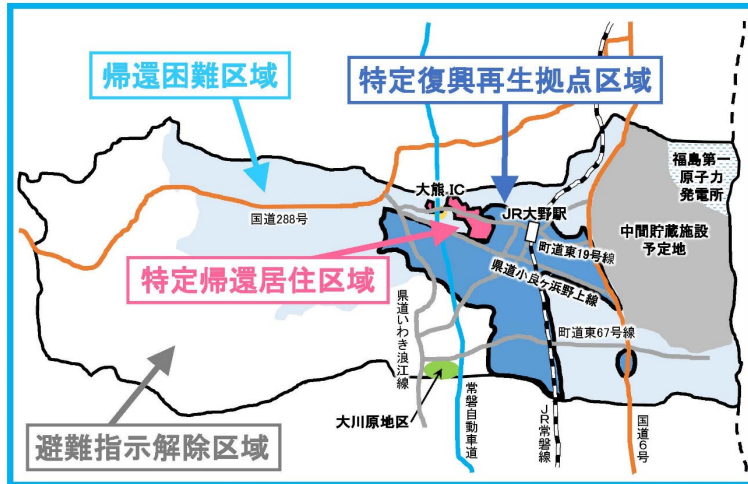 帰還困難区域
特定復興再生拠点区域
福島第一
原子力
発電所
大熊 IC
JR大野駅
国道288号
中間貯蔵施設
予定地
町道東19号線
特定帰還居住区域
県道小良ヶ浜野上線
県道いわき浪江線
町道東67号線
大川原地区
常磐自動車道
JR常磐線
国道6号
避難指示解除区域